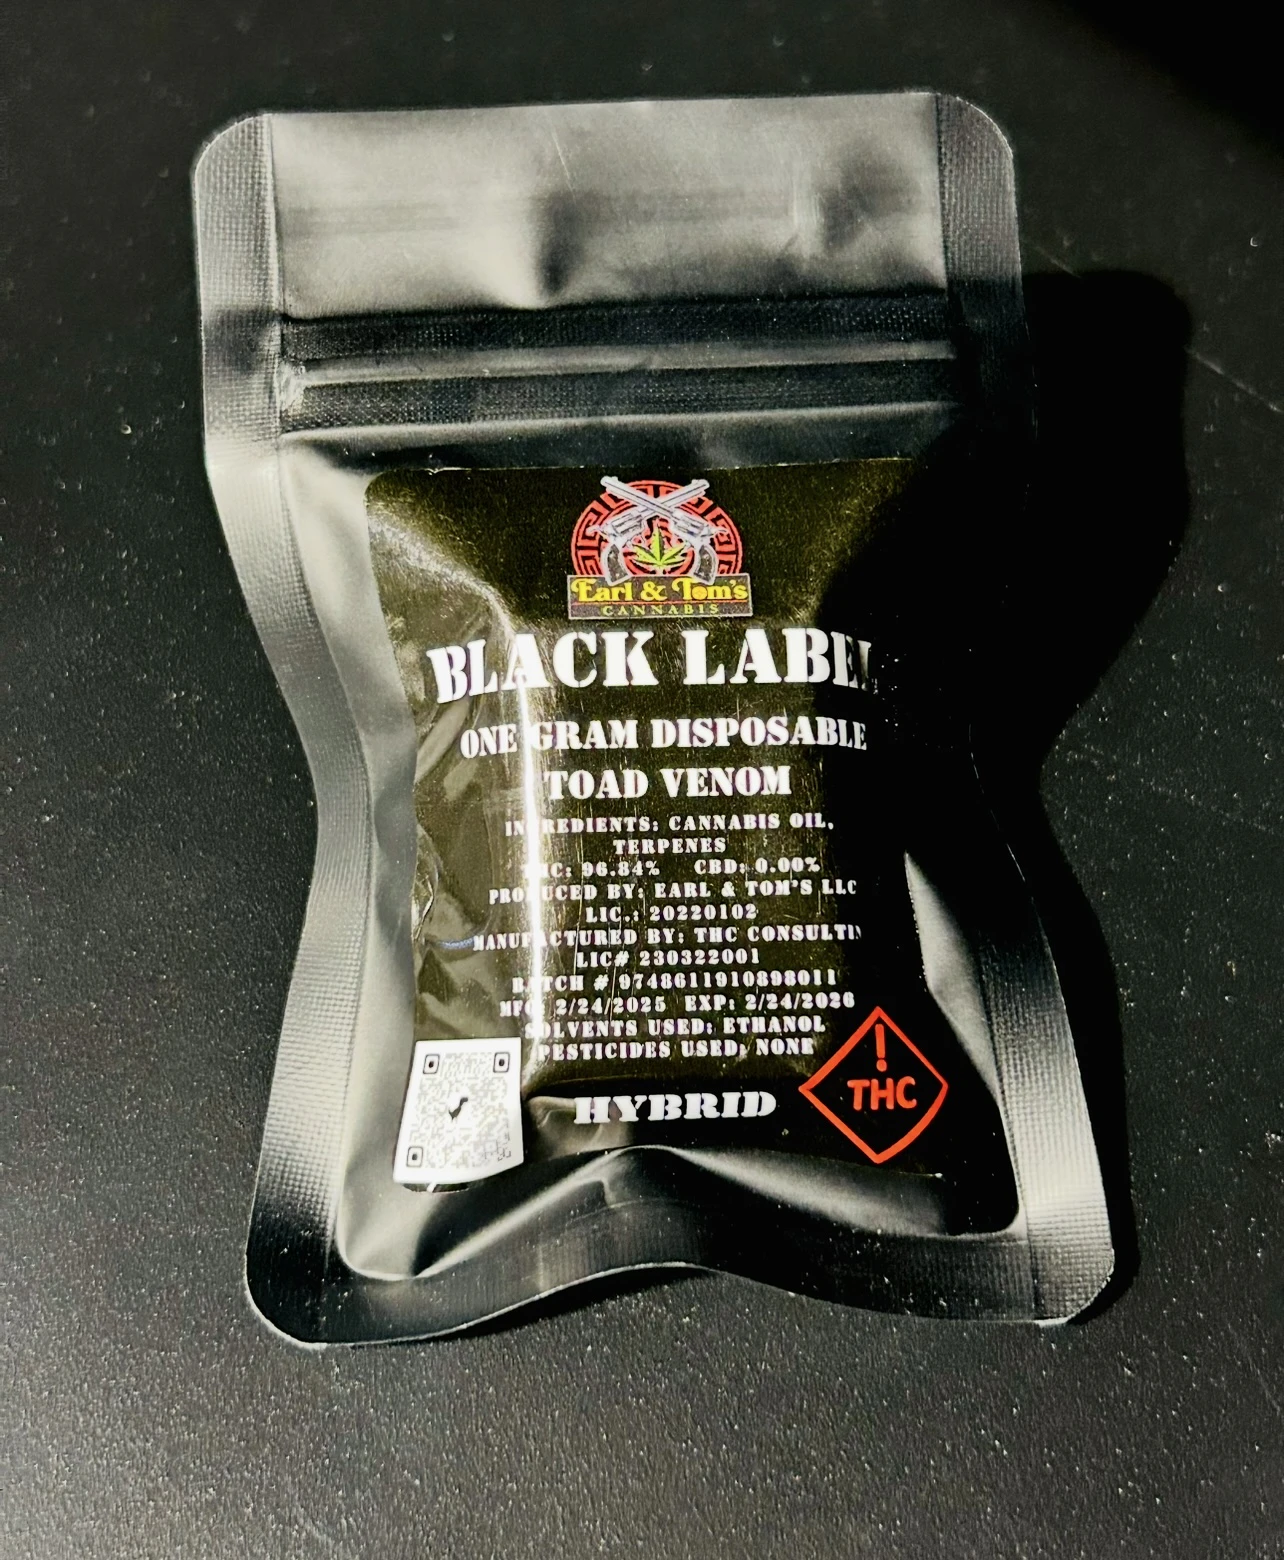 Earl & Tom's
CANNABIS
BLACK LABEL
ONE GRAM DISPOSABLE
TOAD VENOM
INGREDIENTS: CANNABIS OIL,
TERPENES
THC: 96.84% CBD: 0.00%
PRODUCED BY: EARL & TOM'S LLC
LIC.: 20220102
MANUFACTURED BY: THC CONSULTIN
LIC# 230322001
BATCH # 9748611910898011
MFG 2/24/2025 EXP: 2/24/2026
SOLVENTS USED: ETHANOL
PESTICIDES USED: NONE
HYBRID
!
THC